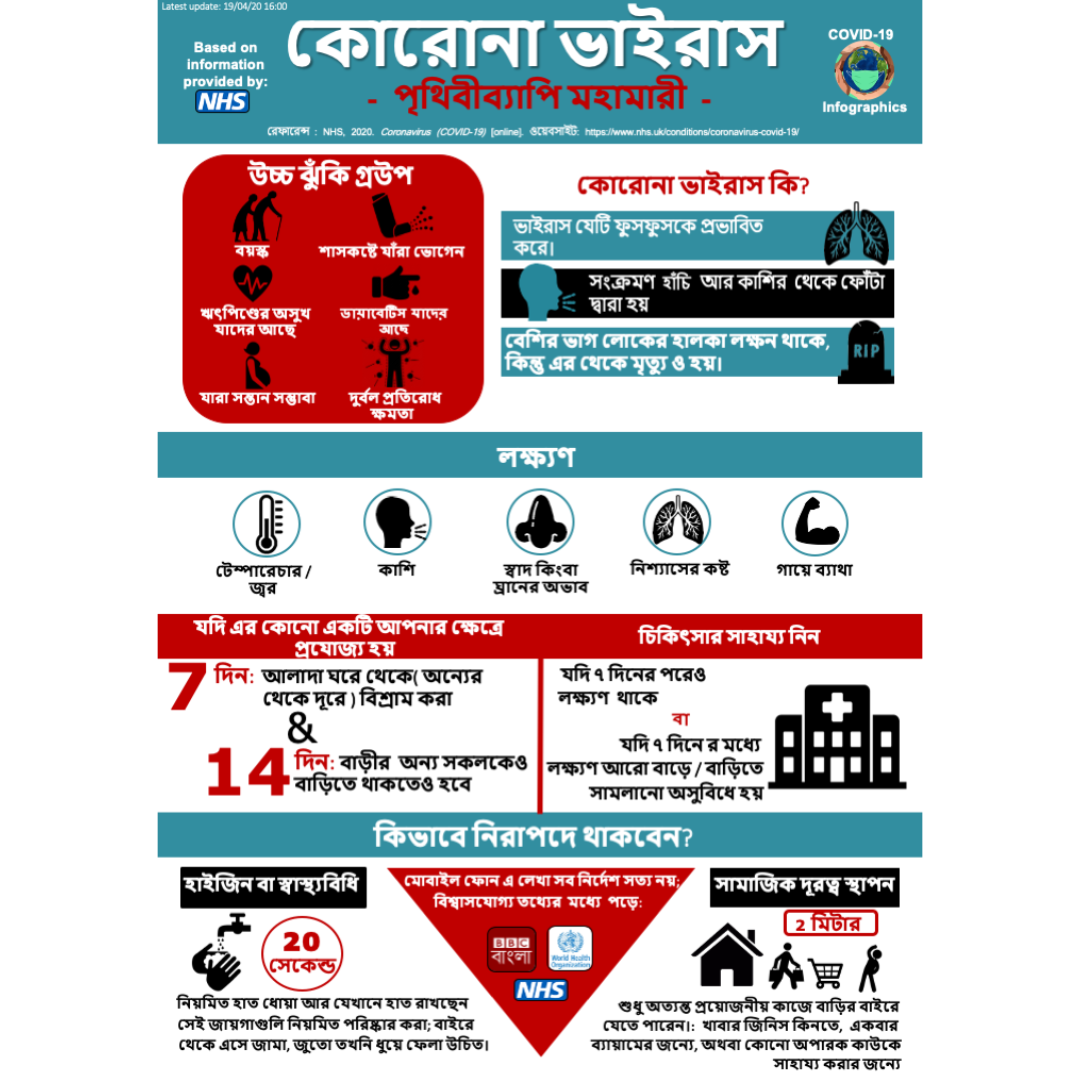 Latest update: 19/04/20 16:00
Based on
information
provided by:
NHS
কোরোনা ভাইরাস
- পৃথিবীব্যাপি মহামারী -
COVID-19
Infographics
রেফারেন্স : NHS, 2020. Coronavirus (COVID-19) [online]. ওয়েবসাইট: https://www.nhs.uk/conditions/coronavirus-covid-19/
উচ্চ ঝুঁকি গ্রউপ
বয়স্ক
শাসকষ্টে যাঁরা ভোগেন
ঋৎপিণ্ডের অসুখ
যাদের আছে
ডায়াবেটিস যাদের
আছে
যারা সন্তান সম্ভাবা
দুর্বল প্রতিরোধ
ক্ষমতা
কোরোনা ভাইরাস কি?
ভাইরাস যেটি ফুসফুসকে প্রভাবিত
করে।
সংক্রমণ হাঁচি আর কাশির থেকে ফোঁটা
দ্বারা হয়
বেশির ভাগ লোকের হালকা লক্ষন থাকে,
কিন্তু এর থেকে মৃত্যু ও হয়।
RIP
লক্ষ্যণ
টেম্পারেচার /
জ্বর
কাশি
স্বাদ কিংবা
ঘ্রানের অভাব
নিশ্যাসের কষ্ট
গায়ে ব্যাথা
যদি এর কোনো একটি আপনার ক্ষেত্রে
প্রযোজ্য হয়
7 দিন: আলাদা ঘরে থেকে( অন্যের
থেকে দূরে ) বিশ্রাম করা
&
14 দিন: বাড়ীর অন্য সকলকেও
বাড়িতে থাকতেও হবে
চিকিৎসার সাহায্য নিন
যদি ৭ দিনের পরেও
লক্ষ্যণ থাকে
বা
যদি ৭ দিনে র মধ্যে
লক্ষ্যণ আরো বাড়ে / বাড়িতে
সামলানো অসুবিধে হয়
কিভাবে নিরাপদে থাকবেন?
হাইজিন বা স্বাস্থ্যবিধি
20
সেকেন্ড
নিয়মিত হাত ধোয়া আর যেখানে হাত রাখছেন
সেই জায়গাগুলি নিয়মিত পরিষ্কার করা; বাইরে
থেকে এসে জামা, জুতো তখনি ধুয়ে ফেলা উচিত।
মোবাইল ফোন এ লেখা সব নির্দেশ সত্য নয়;
বিশ্বাসযোগ্য তথ্যের মধ্যে পড়ে:
BBC
বাংলা
World Health
Organization
NHS
সামাজিক দূরত্ব স্থাপন
2 মিটার
শুধু অত্যন্ত প্রয়োজনীয় কাজে বাড়ির বাইরে
যেতে পারেন।: খাবার জিনিস কিনতে, একবার
ব্যায়ামের জন্যে, অথবা কোনো অপারক কাউকে
সাহায্য করার জন্যে